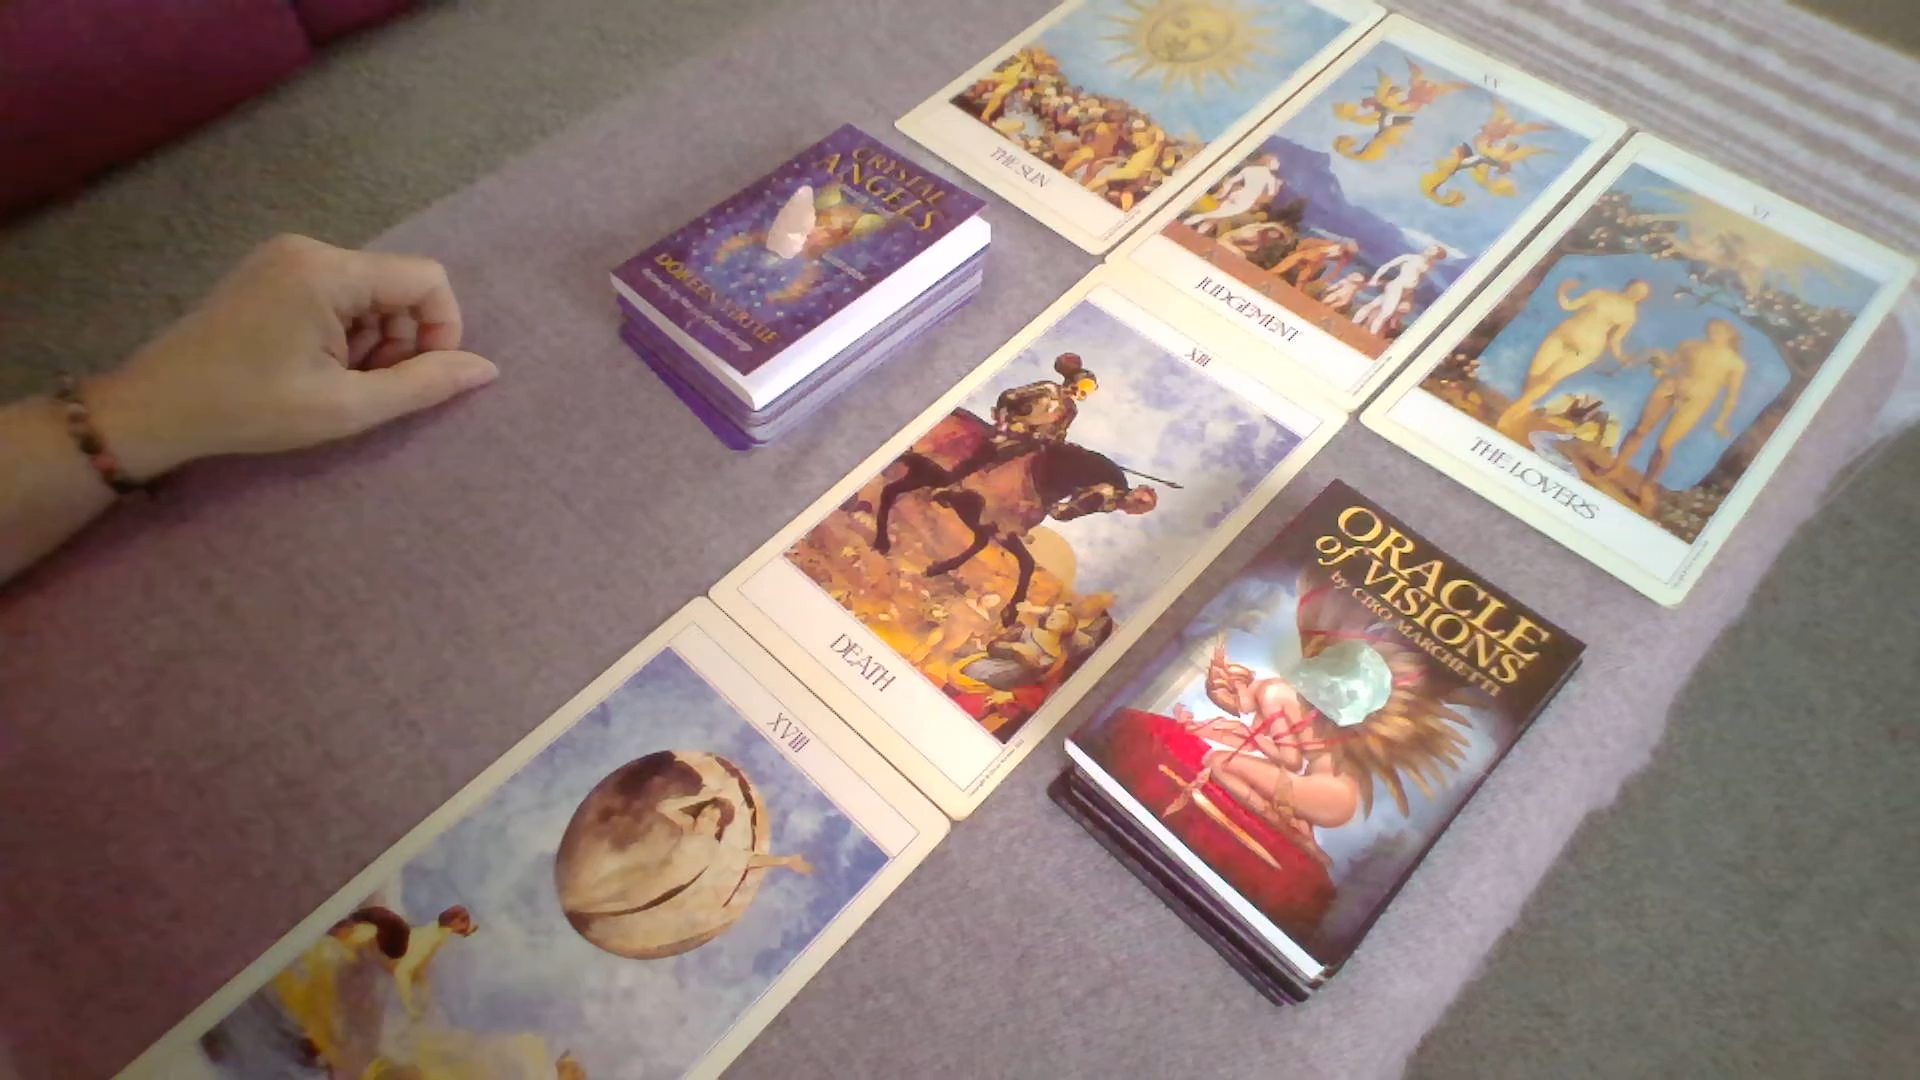 THE SUN
XX
JUDGEMENT
VI
THE LOVERS
CRYSTAL
ANGELS
DOREEN VIRTUE
XIII
DEATH
ORACLE
of VISIONS
by CIRO MARCHETTI
XVIII